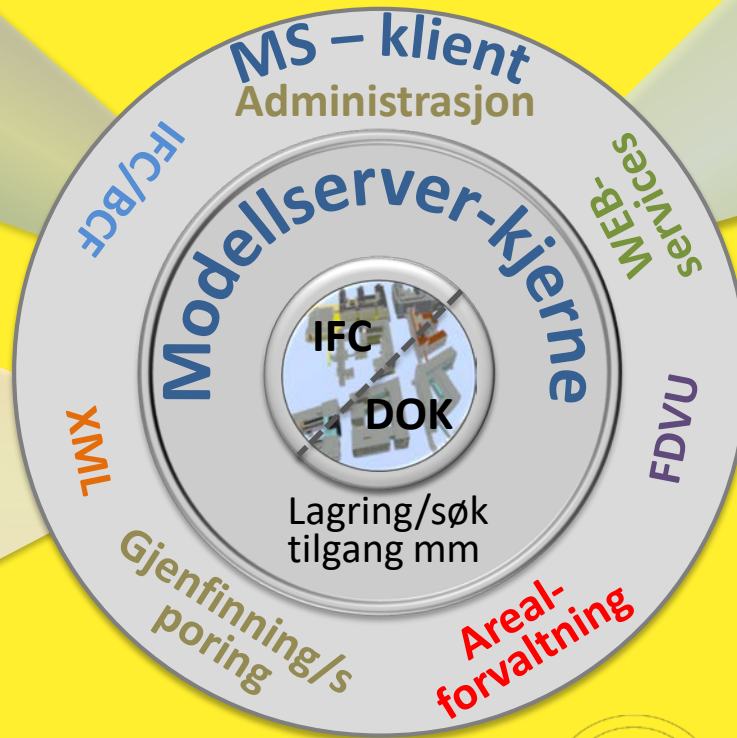 MS – klient
Administrasjon
IFC/BCF
WEB-
services
Modellserver-kjerne
IFC
DOK
XML
FDVU
Lagring/søk
tilgang mm
Gjenfinning/s
poring
Areal-
forvaltning